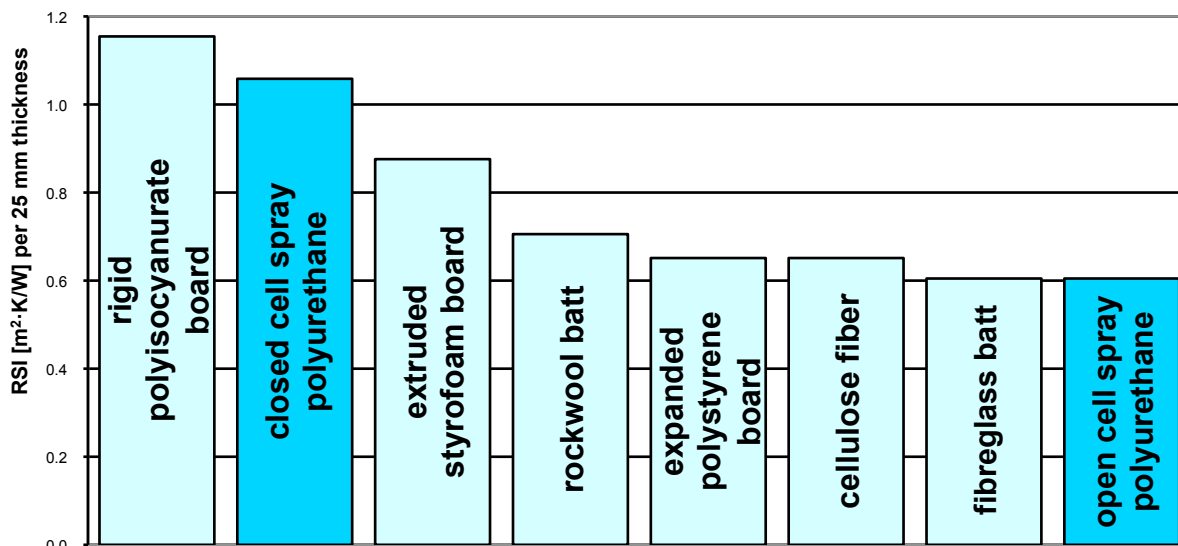 RSI [m²·K/W] per 25 mm thickness
1.2
1.0
0.8
0.6
0.4
0.2
0.0
rigid
polyisocyanurate
board
closed cell spray
polyurethane
extruded
styrofoam board
rockwool batt
expanded
polystyrene
board
cellulose fiber
fibreglass batt
open cell spray
polyurethane